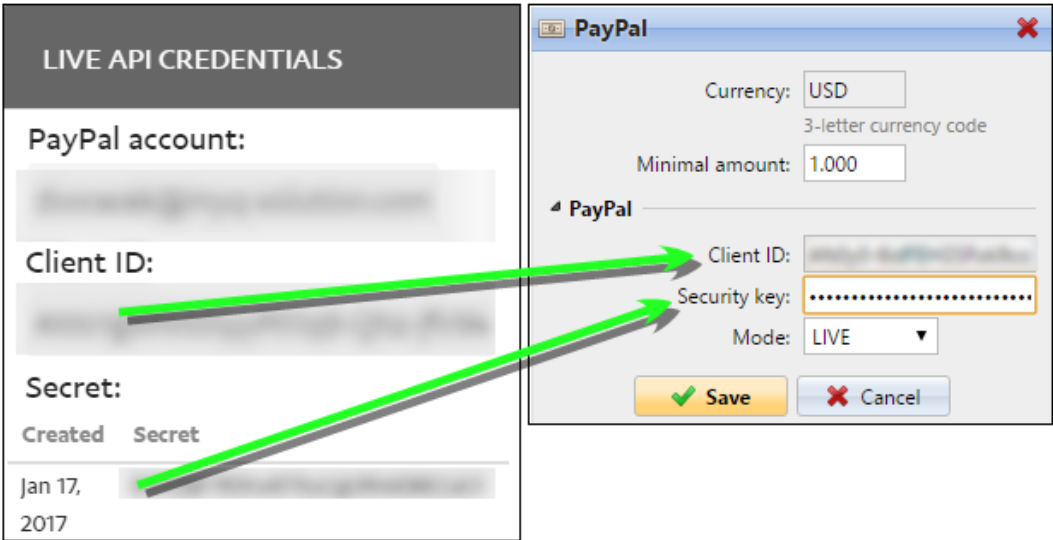 LIVE API CREDENTIALS
PayPal account:
Client ID:
Secret:
Created Secret
Jan 17,
2017
PayPal
Currency: USD
3-letter currency code
Minimal amount: 1.000
PayPal
Client ID:
Security key:
Mode: LIVE
Save Cancel